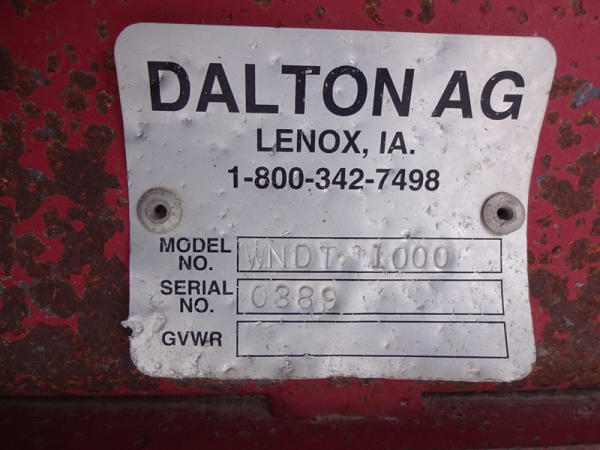 DALTON AG
LENOX, IA.
1-800-342-7498
MODEL NO. WNDT 1000
SERIAL NO. 0389
GVWR